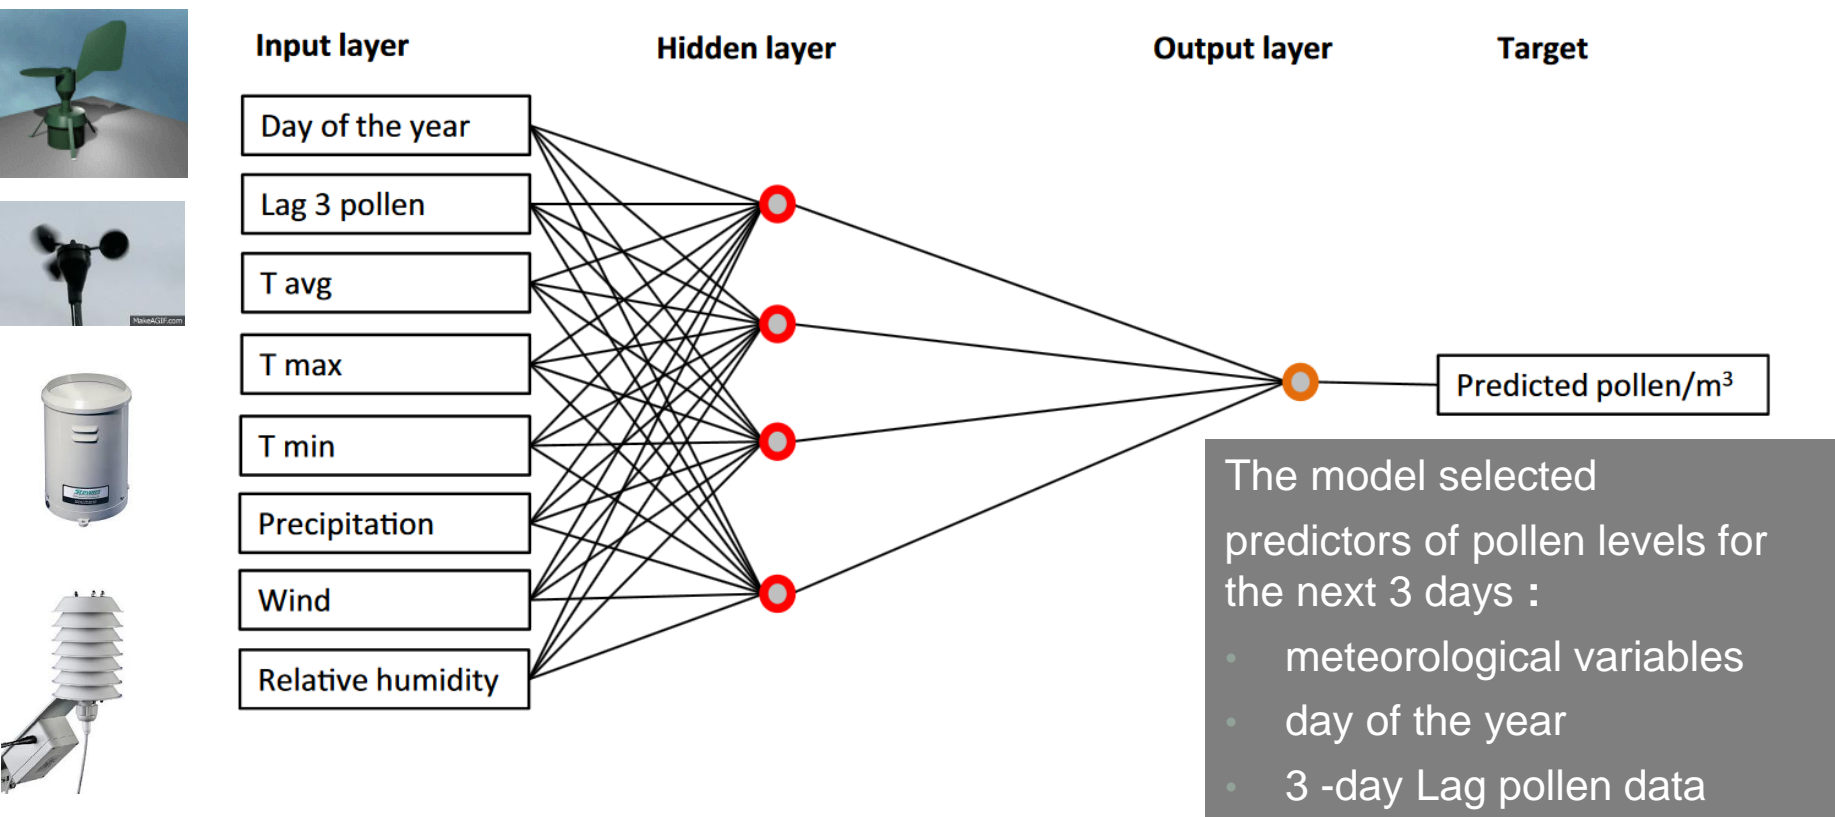 Input layer
Hidden layer
Output layer
Target
Day of the year
Lag 3 pollen
T avg
T max
T min
Precipitation
Wind
Relative humidity
Predicted pollen/m³
The model selected
predictors of pollen levels for
the next 3 days :
• meteorological variables
• day of the year
• 3 -day Lag pollen data
MakeAGIF.com